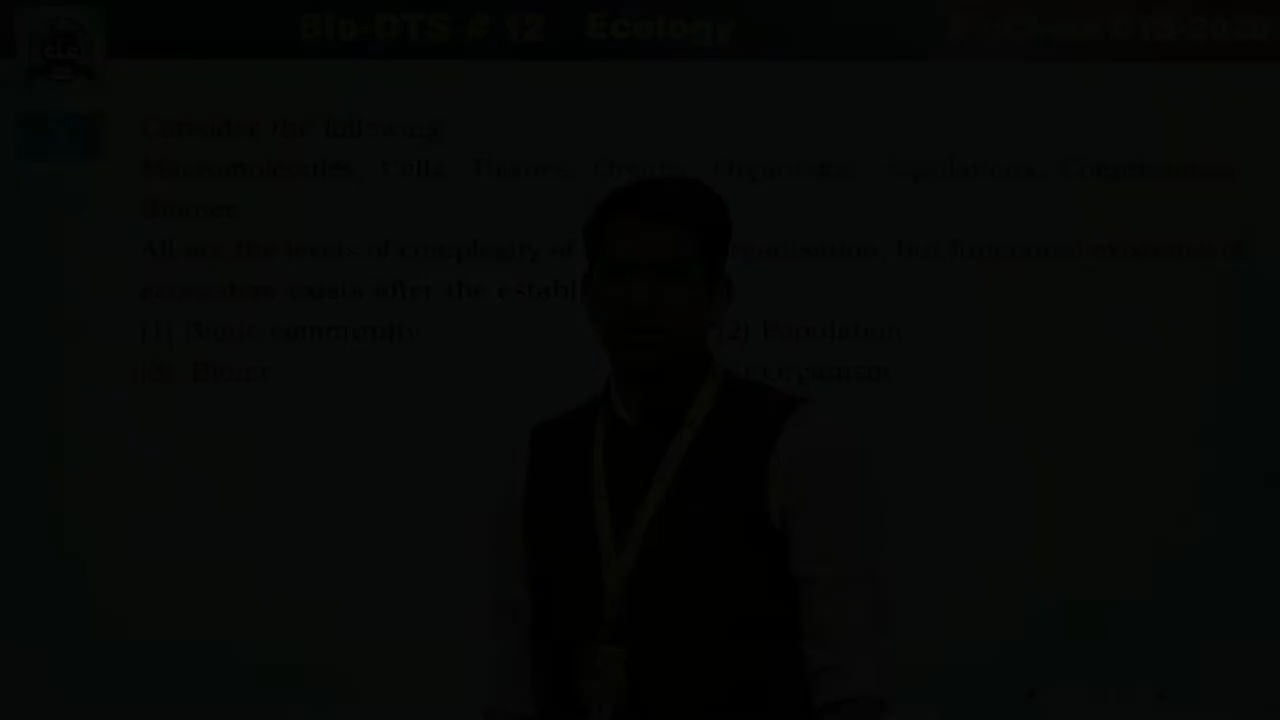 Bio-DTS # 12 Ecology
Consider the following
Macromolecules, Cells, Tissues, Organs, Organisms, Populations, Communities,
Biomes
All are the levels of complexity of organisation, but functional existence of
ecosystem exists after the establ
(1) Biotic community
(2) Population
(3) Biome
Organism